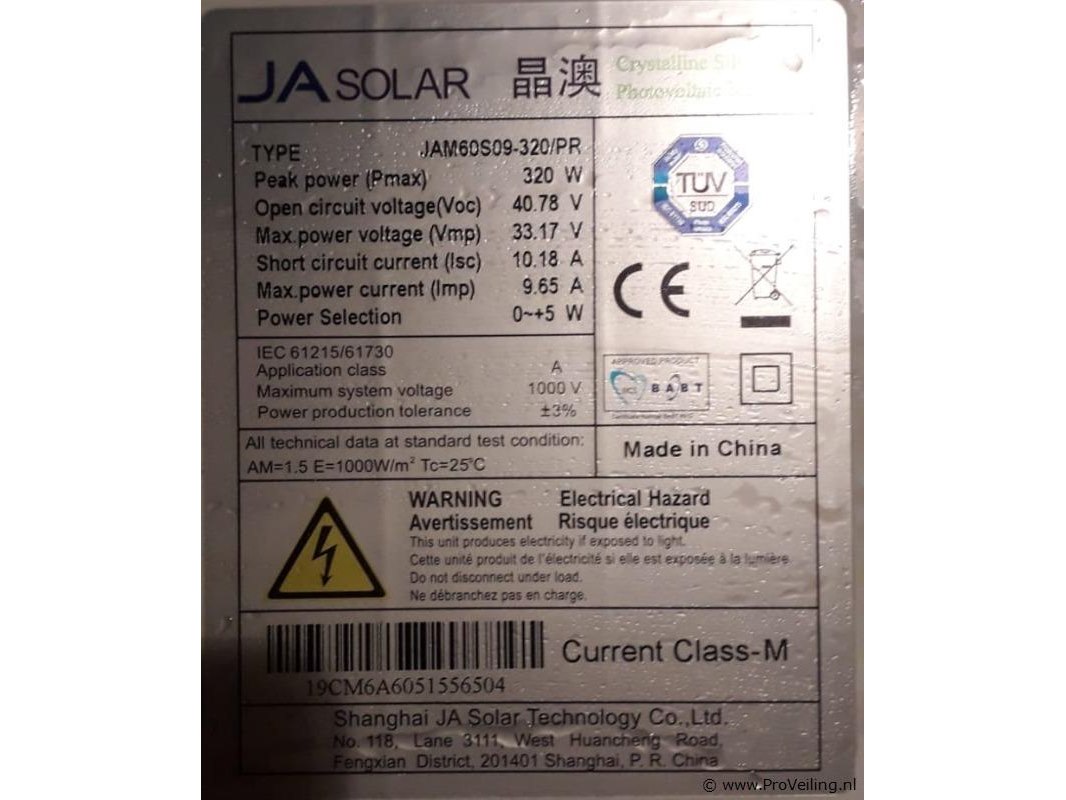 JA SOLAR 晶澳
Crystalline
Photovoltaic
TYPE JAM60S09-320/PR
Peak power (Pmax) 320 W
Open circuit voltage(Voc) 40.78 V
Max.power voltage (Vmp) 33.17 V
Short circuit current (Isc) 10.18 A
Max.power current (Imp) 9.65 A
Power Selection 0~+5 W
TÜV
SÜD
CE
IEC 61215/61730
Application class A
Maximum system voltage 1000 V
Power production tolerance ±3%
APPROVED PRODUCT
MCS BABT
All technical data at standard test condition:
AM=1.5 E=1000W/m² Tc=25℃
Made in China
WARNING Electrical Hazard
Avertissement Risque électrique
This unit produces electricity if exposed to light.
Cette unité produit de l'électricité si elle est exposée à la lumière
Do not disconnect under load.
Ne débranchez pas en charge.
19CM6A6051556504
Current Class-M
Shanghai JA Solar Technology Co.,Ltd.
No. 118, Lane 3111, West Huancheng Road,
Fengxian District, 201401 Shanghai, P. R. China
© www.ProVeiling.nl